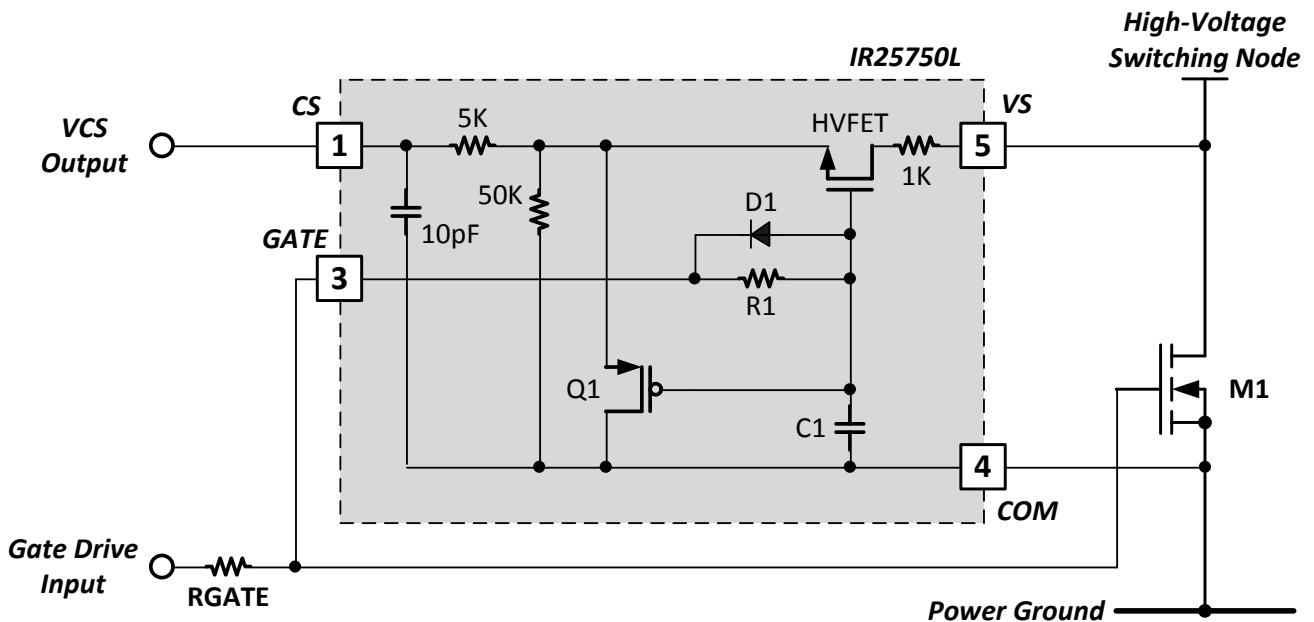 High-Voltage
Switching Node
IR25750L
CS
VS
VCS
Output
1
5K
HVFET
5
1K
50K
D1
10pF
GATE
3
R1
Q1
M1
C1
4
COM
Gate Drive
Input
RGATE
Power Ground